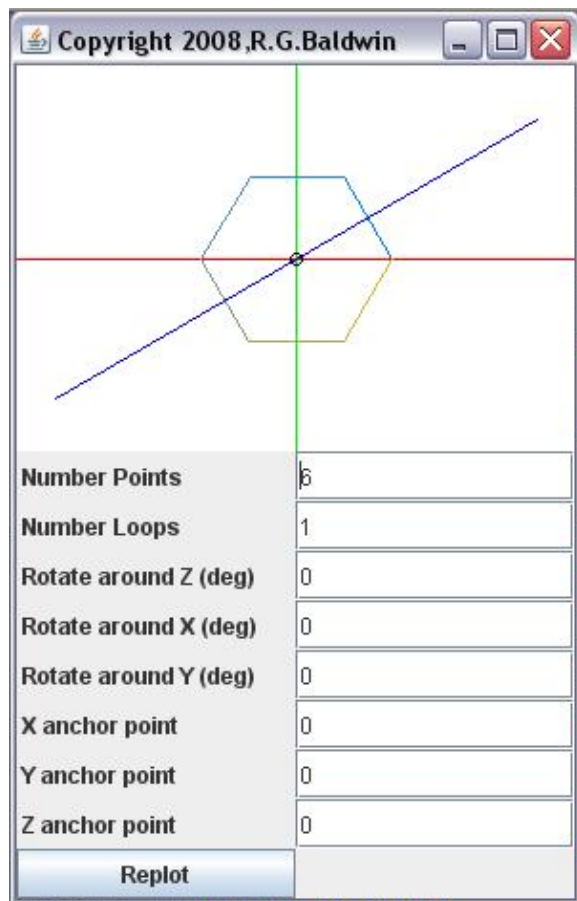 Copyright 2008,R.G.Baldwin
Number Points 6
Number Loops 1
Rotate around Z (deg) 0
Rotate around X (deg) 0
Rotate around Y (deg) 0
X anchor point 0
Y anchor point 0
Z anchor point 0
Replot